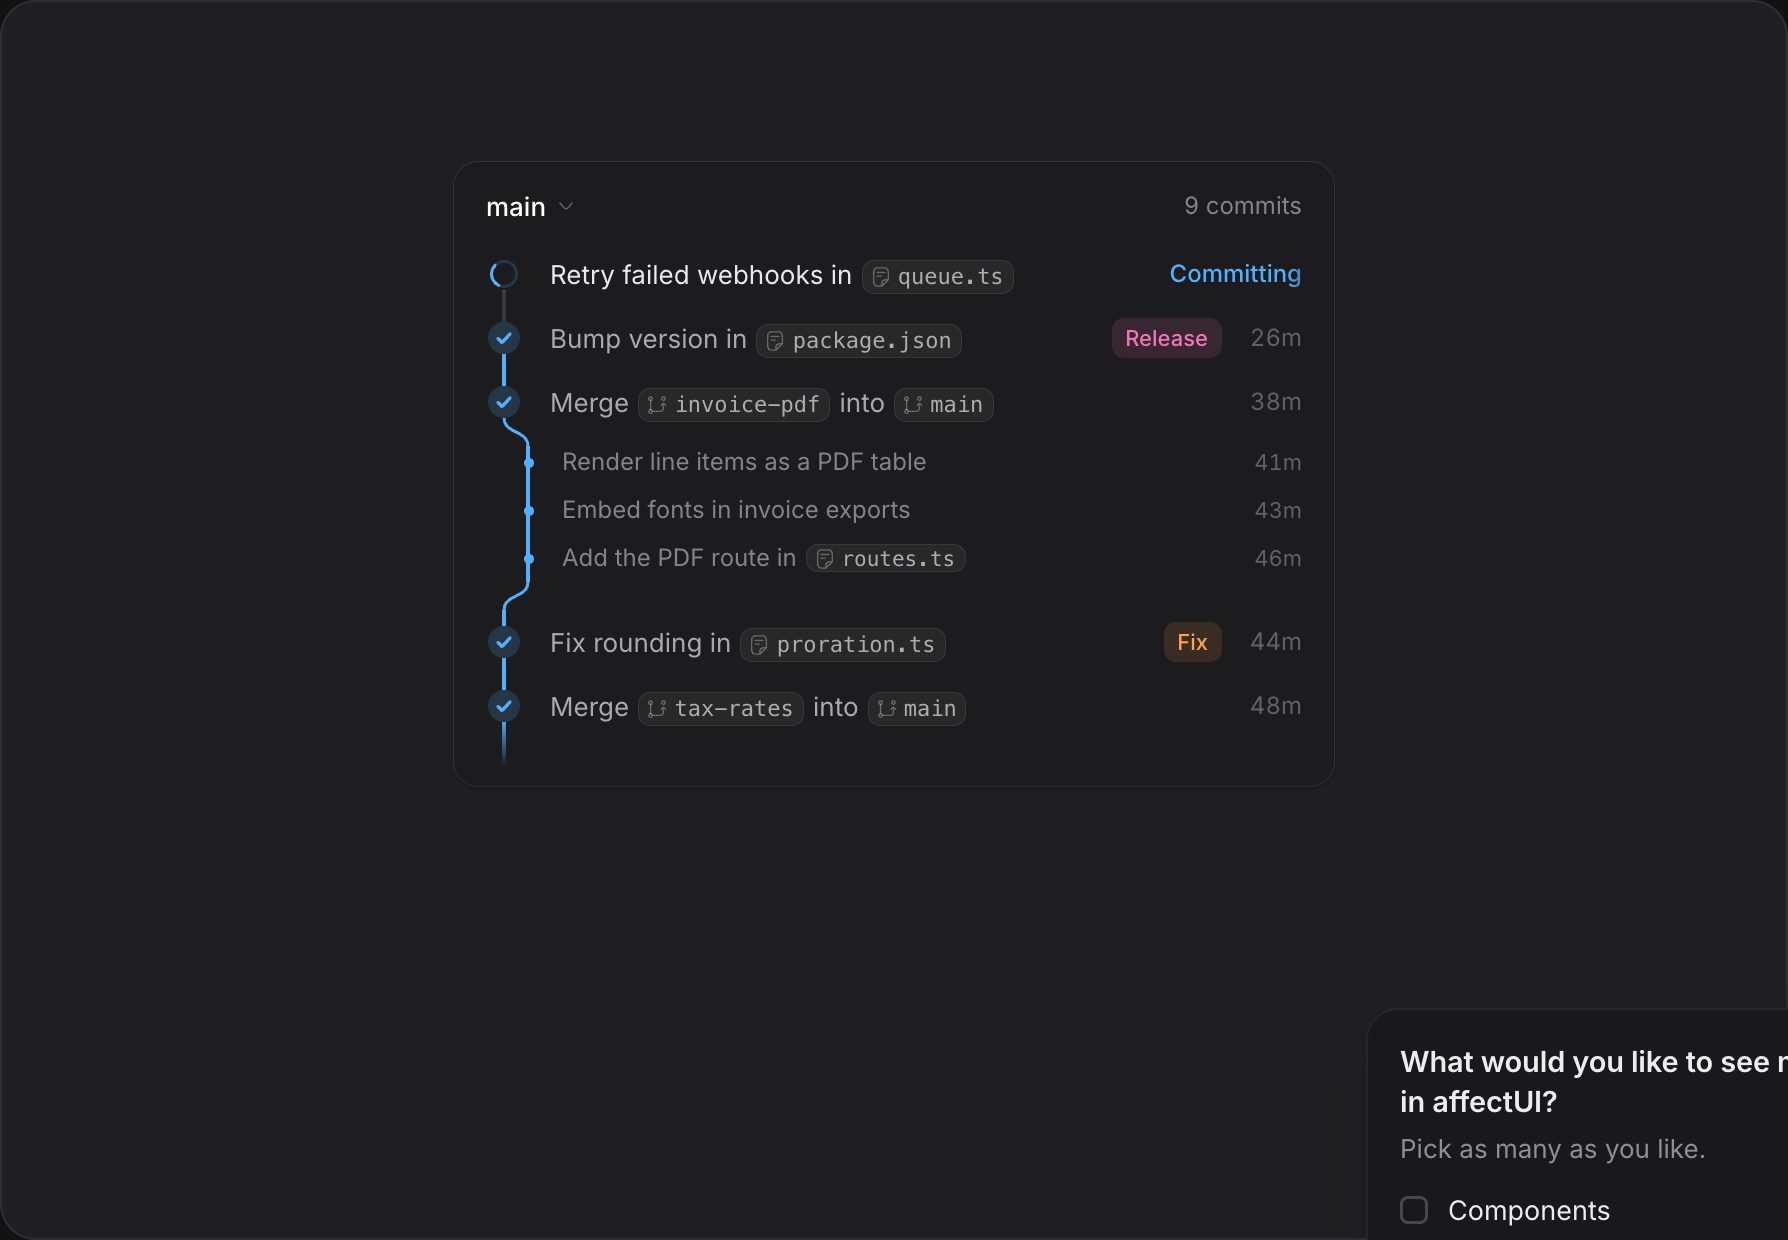 main 9 commits
Retry failed webhooks in queue.ts Committing
Bump version in package.json Release 26m
Merge invoice-pdf into main 38m
Render line items as a PDF table 41m
Embed fonts in invoice exports 43m
Add the PDF route in routes.ts 46m
Fix rounding in proration.ts Fix 44m
Merge tax-rates into main 48m
What would you like to see
in affectUI?
Pick as many as you like.
Components